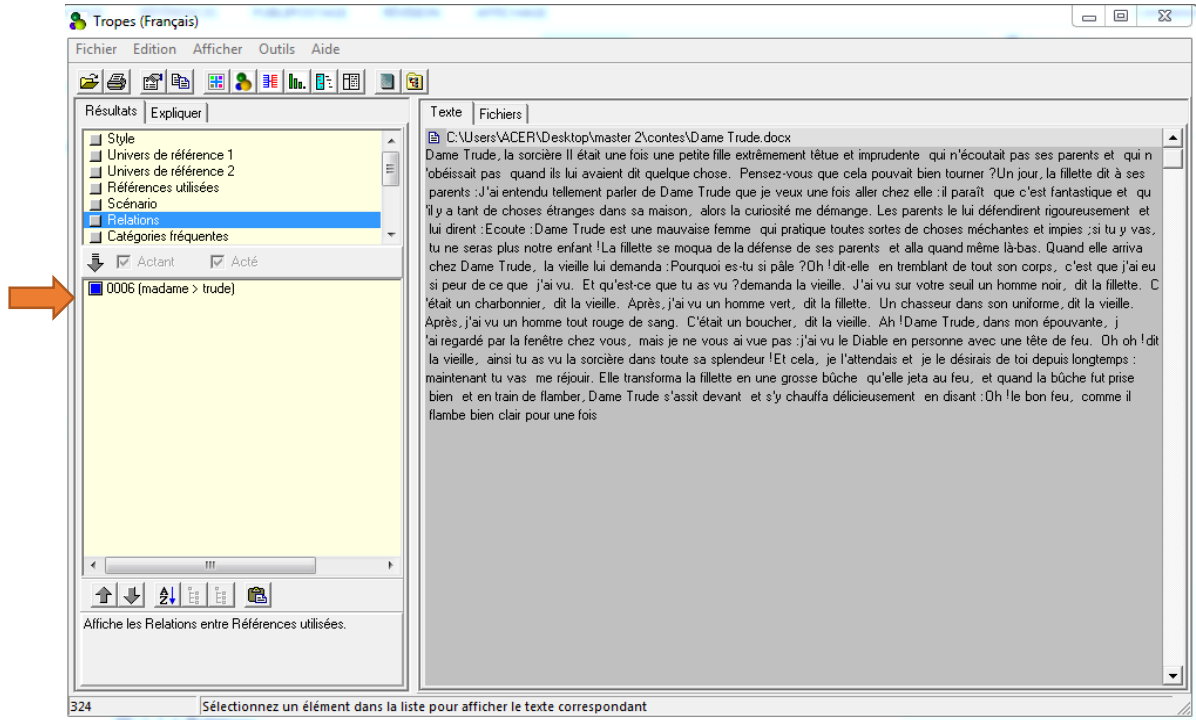 Tropes (Français)
Fichier Edition Afficher Outils Aide
Résultats Expliquer
Style
Univers de référence 1
Univers de référence 2
Références utilisées
Scénario
Relations
Catégories fréquentes
Actant Acté
0006 (madame > trude)
Affiche les Relations entre Références utilisées.
Texte Fichiers
C:\Users\ACER\Desktop\master 2\contes\Dame Trude.docx
Dame Trude, la sorcière Il était une fois une petite fille extrêmement têtue et imprudente qui n'écoutait pas ses parents et qui n
'obéissait pas quand ils lui avaient dit quelque chose. Pensez-vous que cela pouvait bien tourner ?Un jour, la fillette dit à ses
parents :J'ai entendu tellement parler de Dame Trude que je veux une fois aller chez elle :il paraît que c'est fantastique et qu
'il y a tant de choses étranges dans sa maison, alors la curiosité me démange. Les parents le lui défendirent rigoureusement et
lui dirent :Ecoute :Dame Trude est une mauvaise femme qui pratique toutes sortes de choses méchantes et impies ;si tu y vas,
tu ne seras plus notre enfant !La fillette se moqua de la défense de ses parents et alla quand même là-bas. Quand elle arriva
chez Dame Trude, la vieille lui demanda :Pourquoi es-tu si pâle ?Oh !dit-elle en tremblant de tout son corps, c'est que j'ai eu
si peur de ce que j'ai vu. Et qu'est-ce que tu as vu ?demanda la vieille. J'ai vu sur votre seuil un homme noir, dit la fillette. C
'était un charbonnier, dit la vieille. Après, j'ai vu un homme vert, dit la fillette. Un chasseur dans son uniforme, dit la vieille.
Après, j'ai vu un homme tout rouge de sang. C'était un boucher, dit la vieille. Ah !Dame Trude, dans mon épouvante, j
'ai regardé par la fenêtre chez vous, mais je ne vous ai vue pas :j'ai vu le Diable en personne avec une tête de feu. Oh oh !dit
la vieille, ainsi tu as vu la sorcière dans toute sa splendeur !Et cela, je l'attendais et je le désirais de toi depuis longtemps :
maintenant tu vas me réjouir. Elle transforma la fillette en une grosse bûche qu'elle jeta au feu, et quand la bûche fut prise
bien et en train de flamber, Dame Trude s'assit devant et s'y chauffa délicieusement en disant :Oh !le bon feu, comme il
flambe bien clair pour une fois
324 Sélectionnez un élément dans la liste pour afficher le texte correspondant